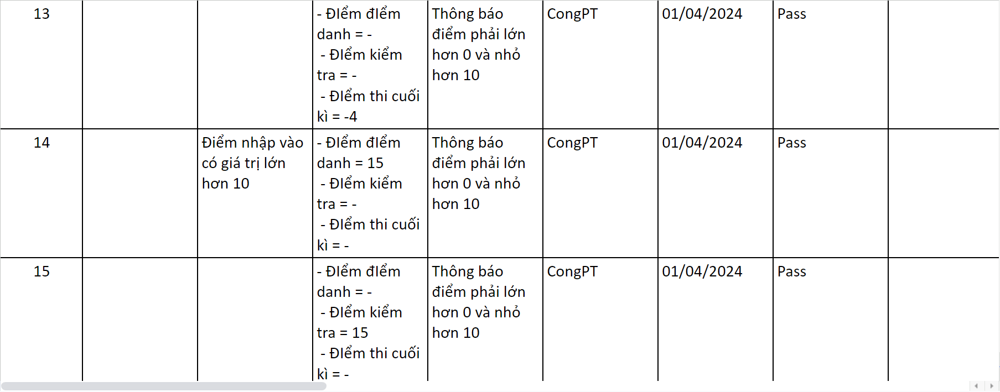 13
- ĐIểm đIểm
danh = -
- ĐIểm kiểm
tra = -
- ĐIểm thi cuối
kì = -4
Thông báo
điểm phải lớn
hơn 0 và nhỏ
hơn 10
CongPT
01/04/2024
Pass
14
Điểm nhập vào
có giá trị lớn
hơn 10
- ĐIểm đIểm
danh = 15
- ĐIểm kiểm
tra = -
- ĐIểm thi cuối
kì = -
Thông báo
điểm phải lớn
hơn 0 và nhỏ
hơn 10
CongPT
01/04/2024
Pass
15
- ĐIểm đIểm
danh = -
- ĐIểm kiểm
tra = 15
- ĐIểm thi cuối
kì = -
Thông báo
điểm phải lớn
hơn 0 và nhỏ
hơn 10
CongPT
01/04/2024
Pass